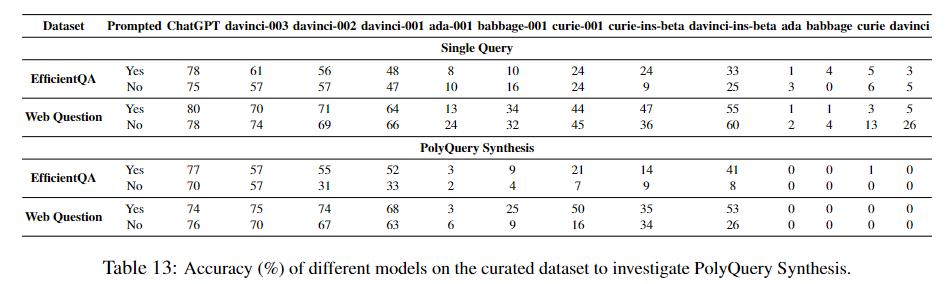 Dataset Prompted ChatGPT davinci-003 davinci-002 davinci-001 ada-001 babbage-001 curie-001 curie-ins-beta davinci-ins-beta ada babbage curie davinci
Single Query
EfficientQA Yes 78 61 56 48 8 10 24 24 33 1 4 5 3
No 75 57 57 47 10 16 24 9 25 3 0 6 5
Web Question Yes 80 70 71 64 13 34 44 47 55 1 1 3 5
No 78 74 69 66 24 32 45 36 60 2 4 13 26
PolyQuery Synthesis
EfficientQA Yes 77 57 55 52 3 9 21 14 41 0 0 1 0
No 70 57 31 33 2 4 7 9 8 0 0 0 0
Web Question Yes 74 75 74 68 3 25 50 35 53 0 0 0 0
No 76 70 67 63 6 9 16 34 26 0 0 0 0
Table 13: Accuracy (%) of different models on the curated dataset to investigate PolyQuery Synthesis.